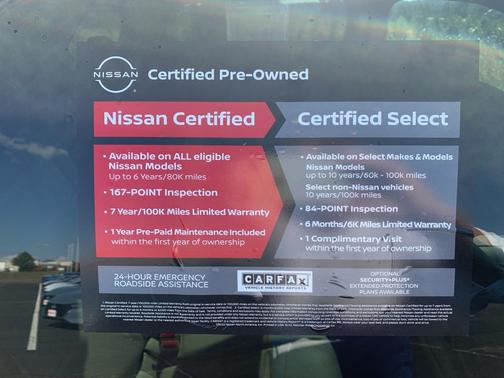 NISSAN
Certified Pre-Owned
Nissan Certified
• Available on ALL eligible
Nissan Models
Up to 6 Years/80K miles
• 167-POINT Inspection
• 7 Year/100K Miles Limited Warranty
• 1 Year Pre-Paid Maintenance Included
within the first year of ownership
Certified Select
• Available on Select Makes & Models
Nissan Models
up to 10 years/60k - 100k miles
Select non-Nissan vehicles
10 years/100k miles
• 84-POINT Inspection
• 6 Months/6K Miles Limited Warranty
• 1 Complimentary Visit
within the first year of ownership
24-HOUR EMERGENCY
ROADSIDE ASSISTANCE
CARFAX
VEHICLE HISTORY REPORTS
OPTIONAL
SECURITY+PLUS®
EXTENDED PROTECTION
PLANS AVAILABLE